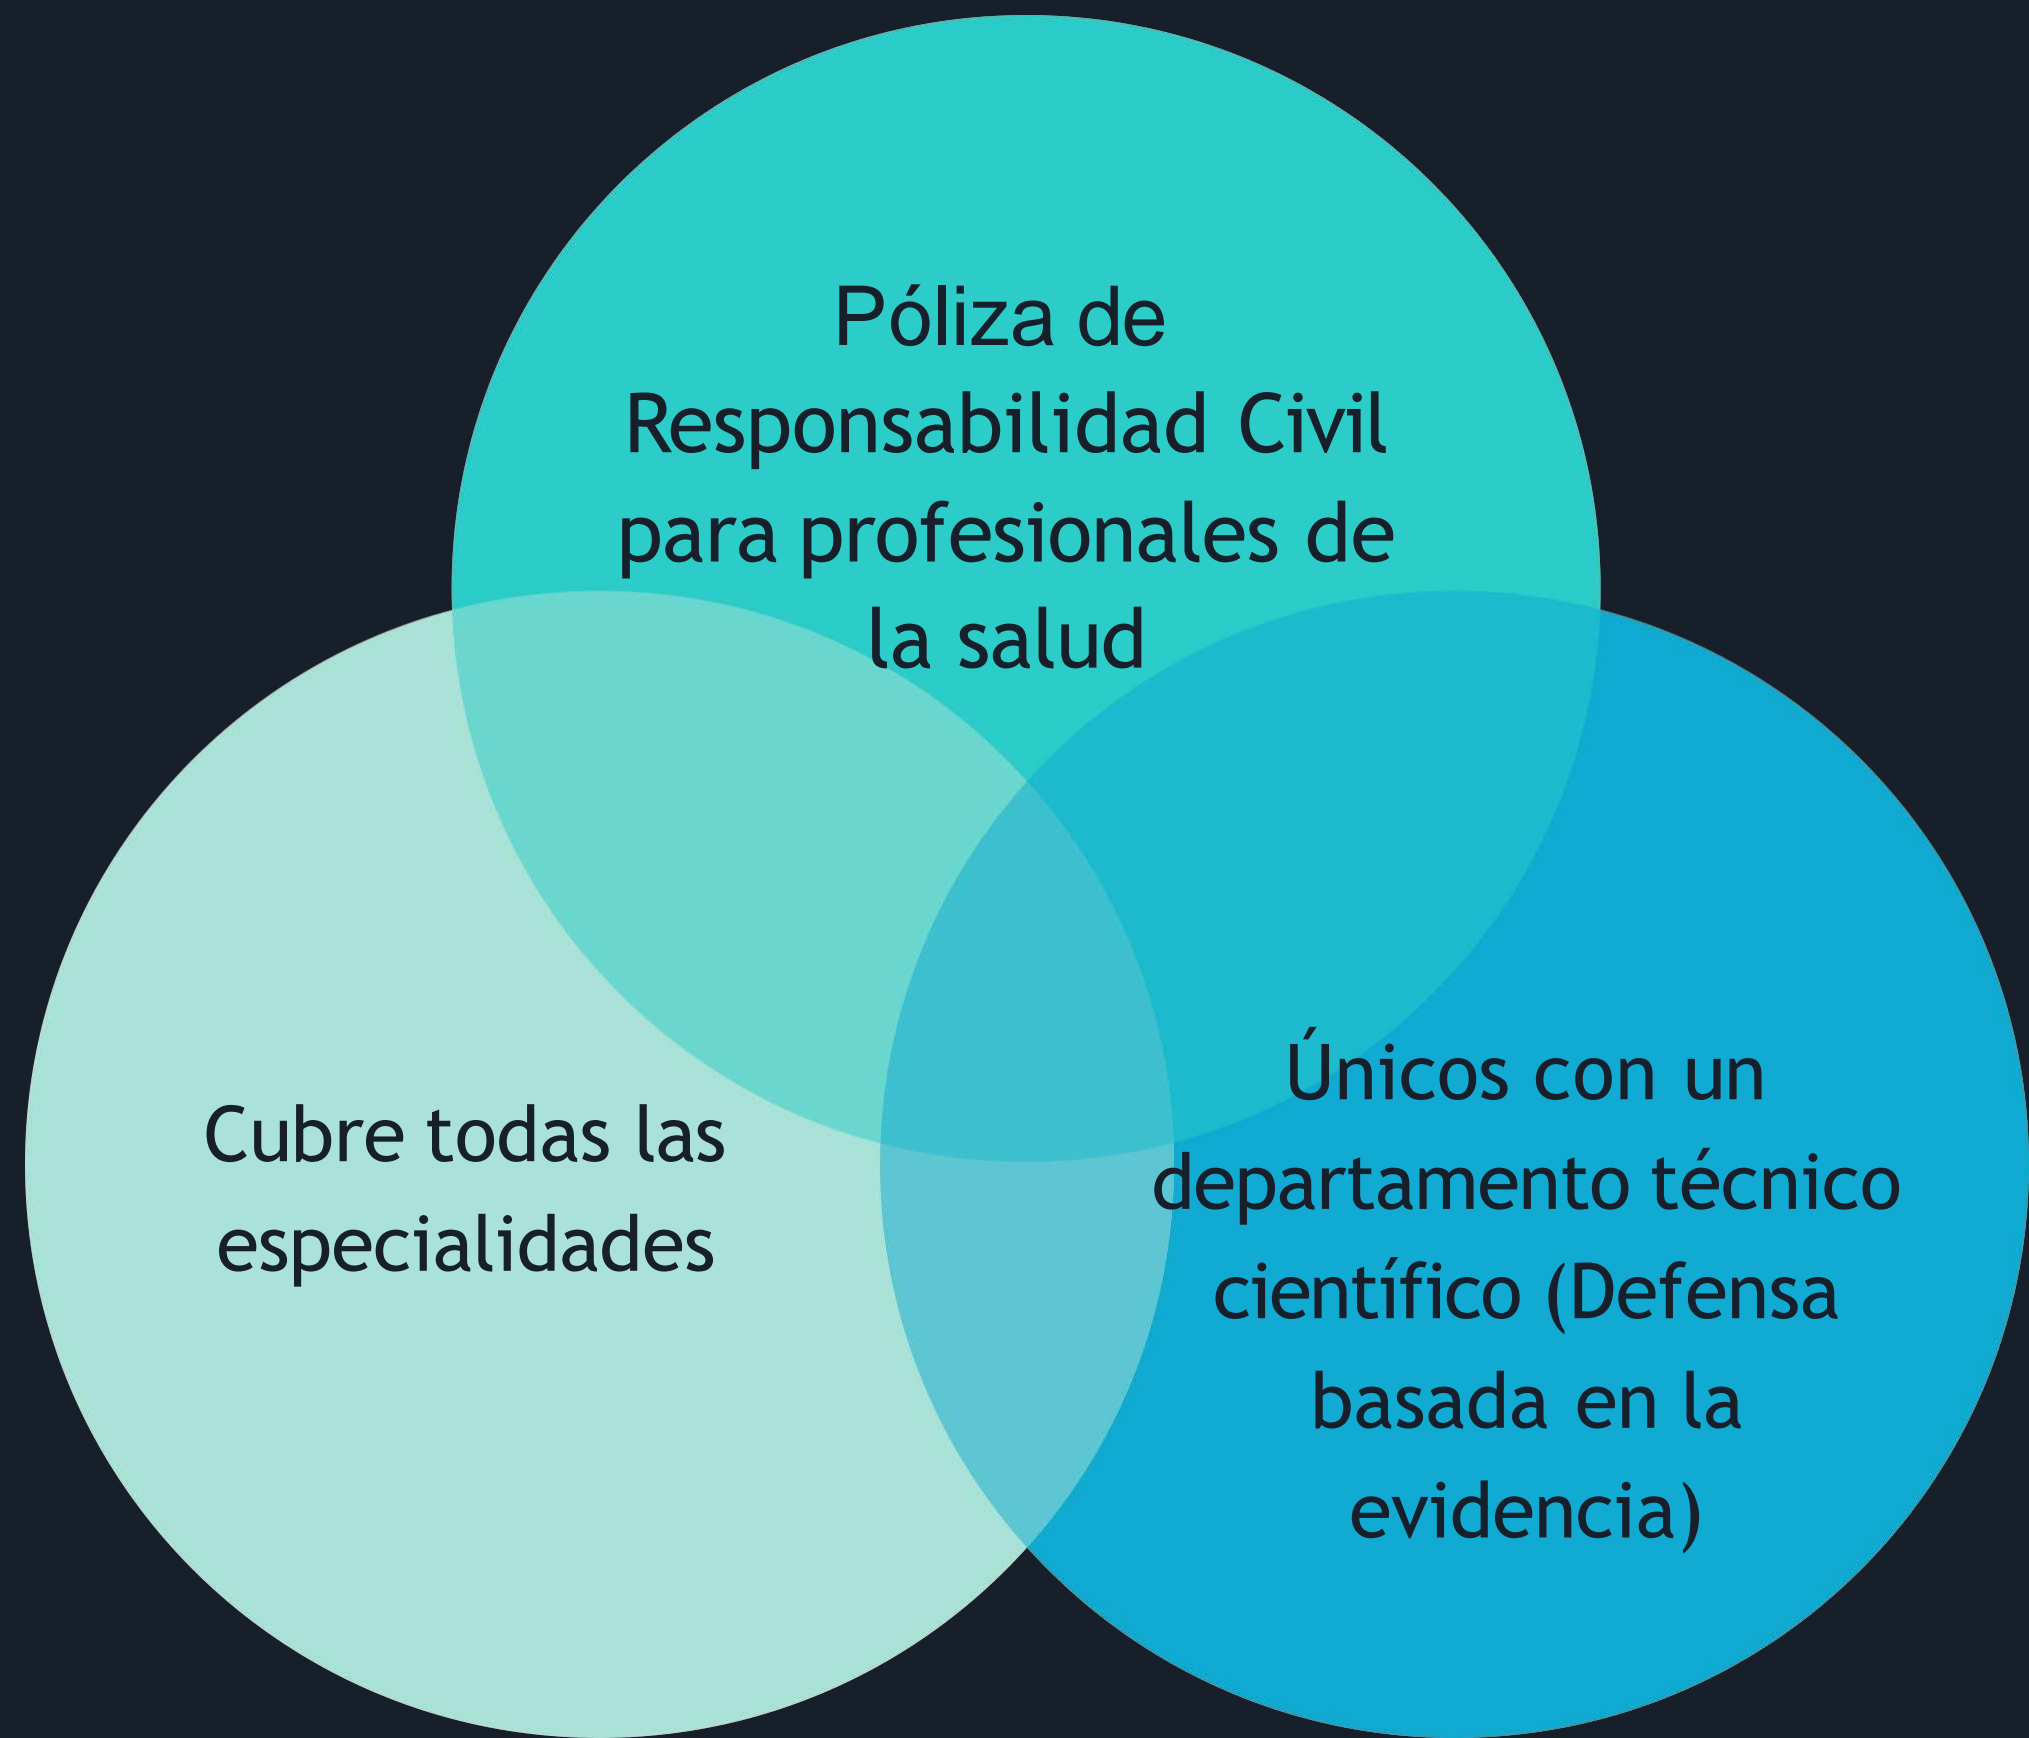 Póliza de
Responsabilidad Civil
para profesionales de
la salud
Cubre todas las
especialidades
Únicos con un
departamento técnico
científico (Defensa
basada en la
evidencia)